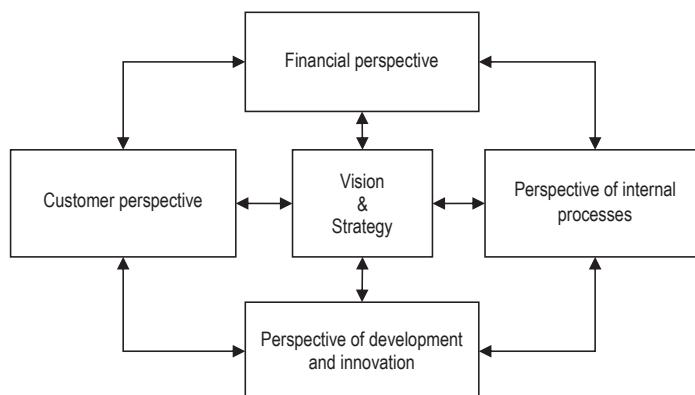 Financial perspective
Customer perspective
Vision
&
Strategy
Perspective of internal
processes
Perspective of development
and innovation